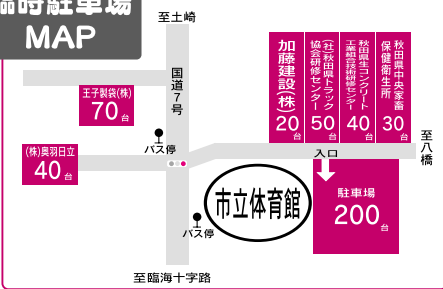 臨時駐車場
MAP
至土崎
国道7号
王子製袋(株)
70台
(株)奥羽日立
40台
バス停
バス停
加藤建設(株)
20台
(社)秋田県トラック
協会研修センター
50台
秋田県生コンクリート
工業組合技術研修センター
40台
秋田県中央家畜
保健衛生所
30台
至八橋
入口
駐車場
200台
市立体育館
至臨海十字路